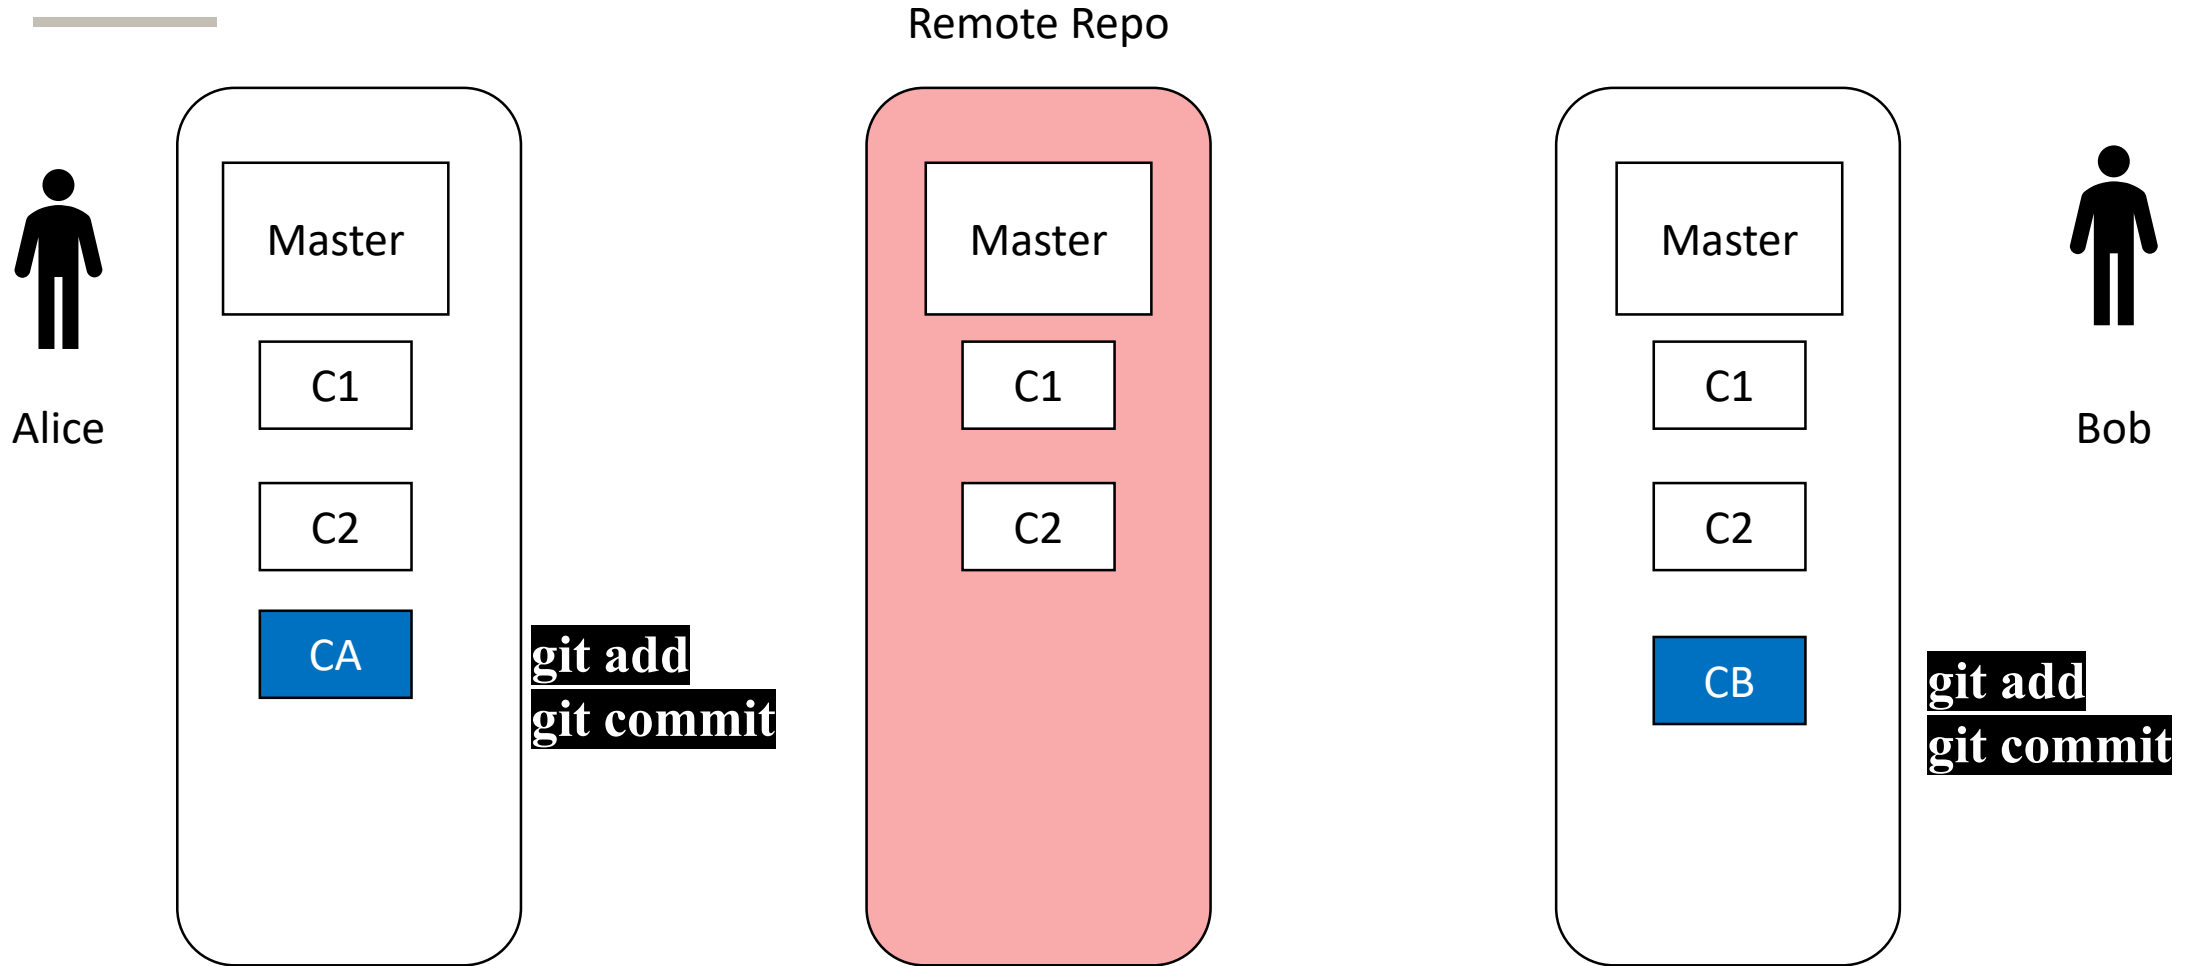 Remote Repo
Alice
Master
C1
C2
CA
git add
git commit
Master
C1
C2
Master
C1
C2
CB
git add
git commit
Bob